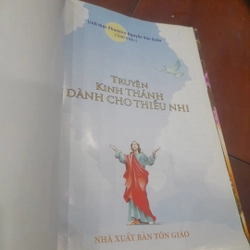 TRUYỆN
KINH THÁNH
DÀNH CHO THIẾU NHI
NHÀ XUẤT BẢN TÔN GIÁO